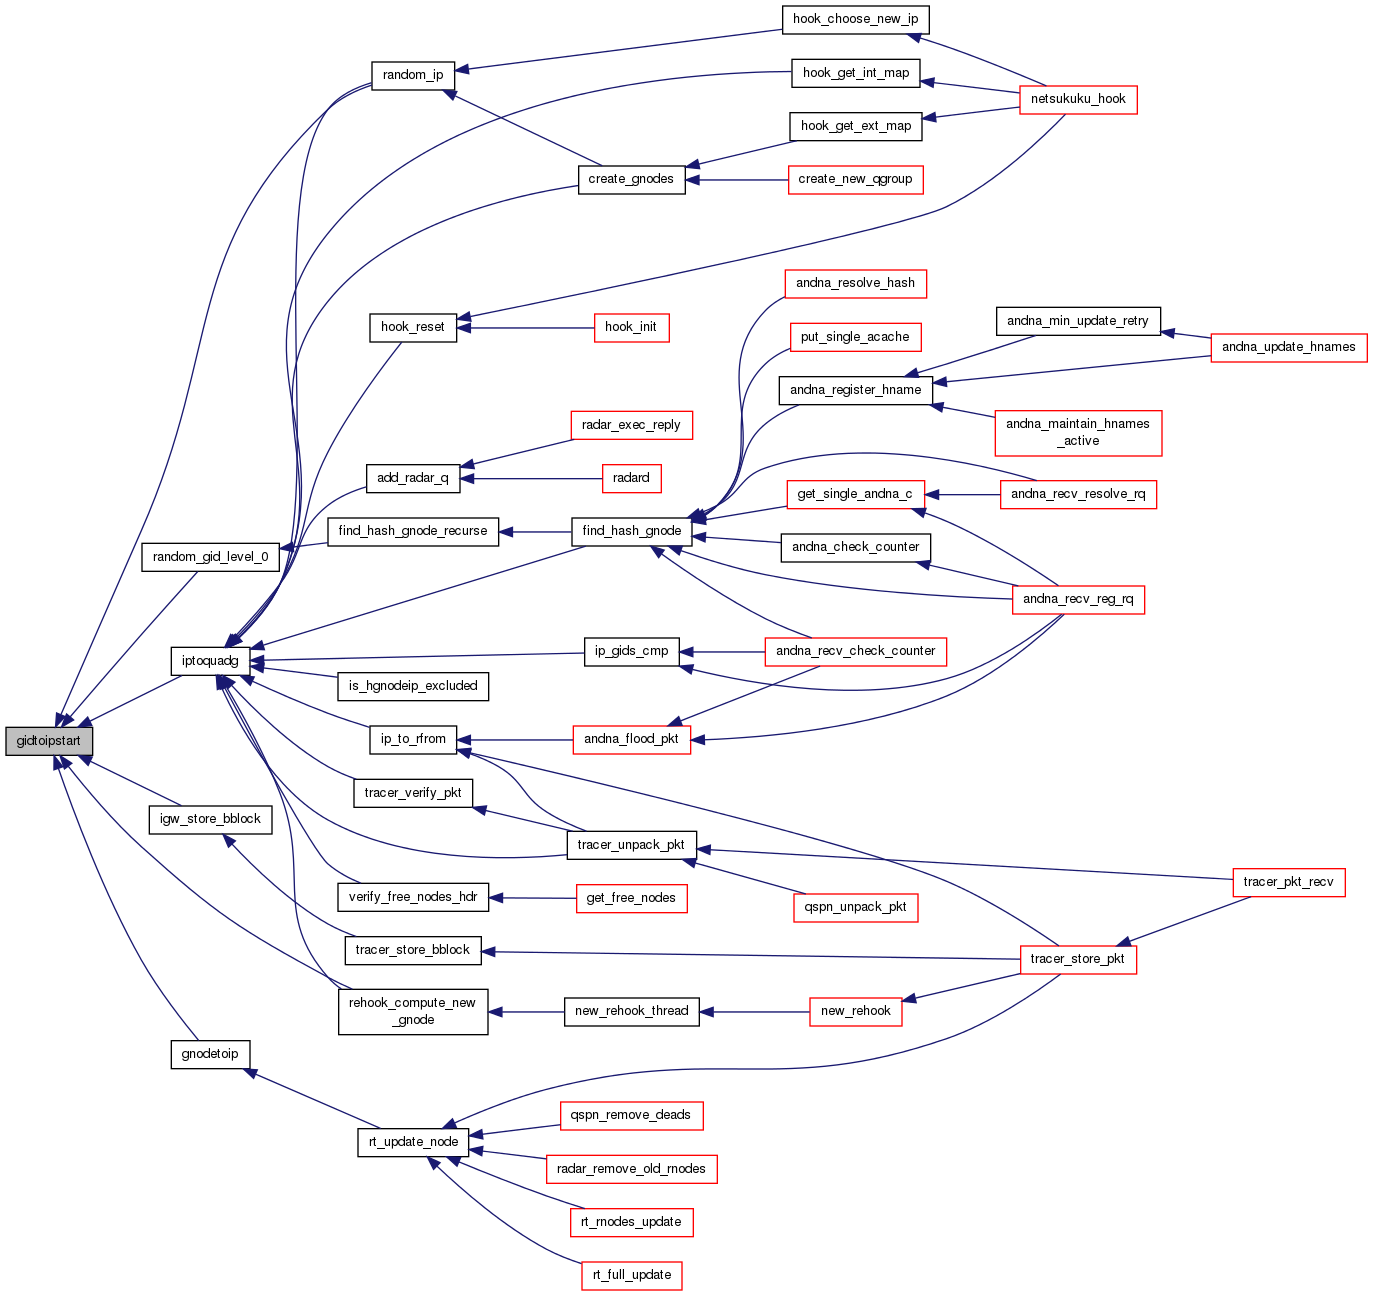 hook_choose_new_ip
random_ip
hook_get_int_map
netsukuku_hook
hook_get_ext_map
create_gnodes
create_new_qgroup
andna_resolve_hash
hook_reset
hook_init
andna_min_update_retry
put_single_acache
andna_update_hnames
andna_register_hname
radar_exec_reply
andna_maintain_hnames
_active
add_radar_q
radard
get_single_andna_c
andna_recv_resolve_rq
find_hash_gnode_recurse
find_hash_gnode
random_gid_level_0
andna_check_counter
andna_recv_reg_rq
iptoquadg
ip_gids_cmp
andna_recv_check_counter
is_hgnodeip_excluded
gidtoipstart
ip_to_rfrom
andna_flood_pkt
tracer_verify_pkt
igw_store_bblock
tracer_unpack_pkt
tracer_pkt_recv
verify_free_nodes_hdr
get_free_nodes
qspn_unpack_pkt
tracer_store_bblock
tracer_store_pkt
rehook_compute_new
_gnode
new_rehook_thread
new_rehook
gnodetoip
qspn_remove_deads
rt_update_node
radar_remove_old_rnodes
rt_rnodes_update
rt_full_update